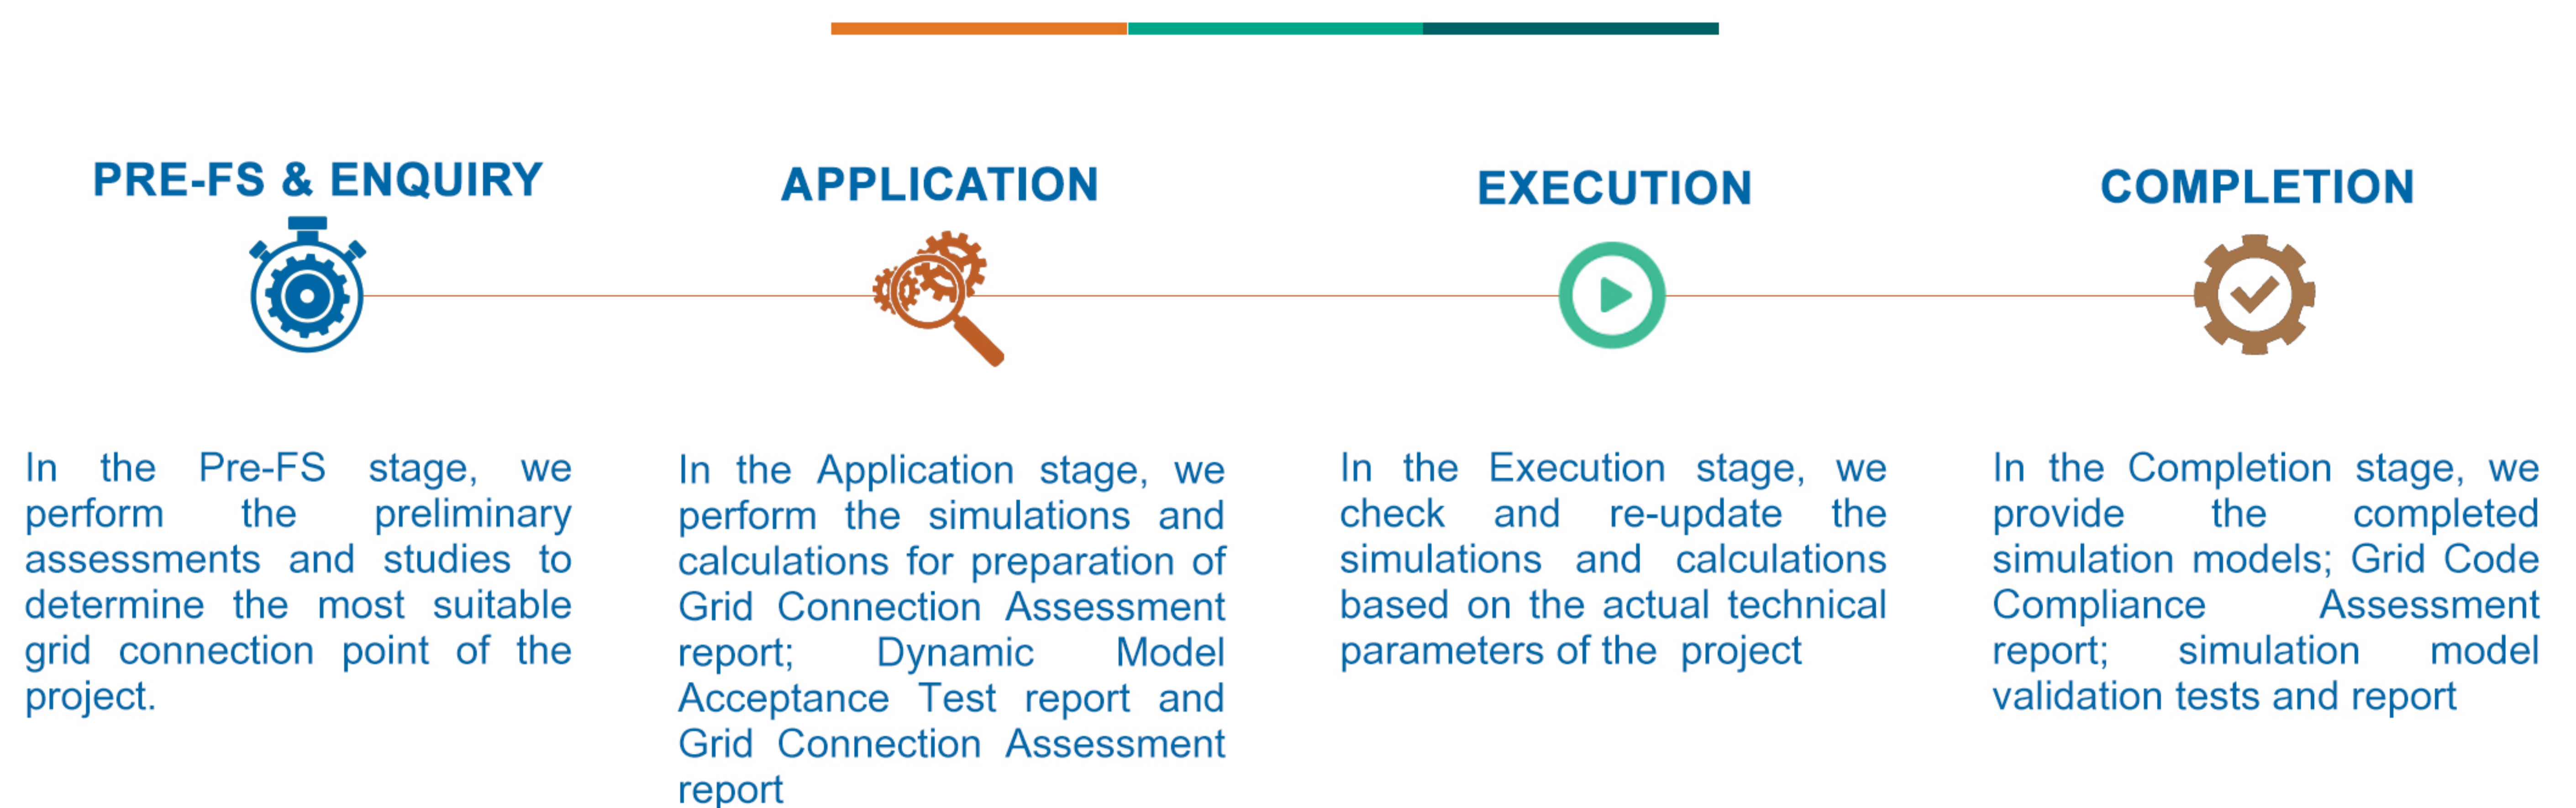 PRE-FS & ENQUIRY
In the Pre-FS stage, we
perform the preliminary
assessments and studies to
determine the most suitable
grid connection point of the
project.
APPLICATION
In the Application stage, we
perform the simulations and
calculations for preparation of
Grid Connection Assessment
report; Dynamic Model
Acceptance Test report and
Grid Connection Assessment
report
EXECUTION
In the Execution stage, we
check and re-update the
simulations and calculations
based on the actual technical
parameters of the project
COMPLETION
In the Completion stage, we
provide the completed
simulation models; Grid Code
Compliance Assessment
report; simulation model
validation tests and report